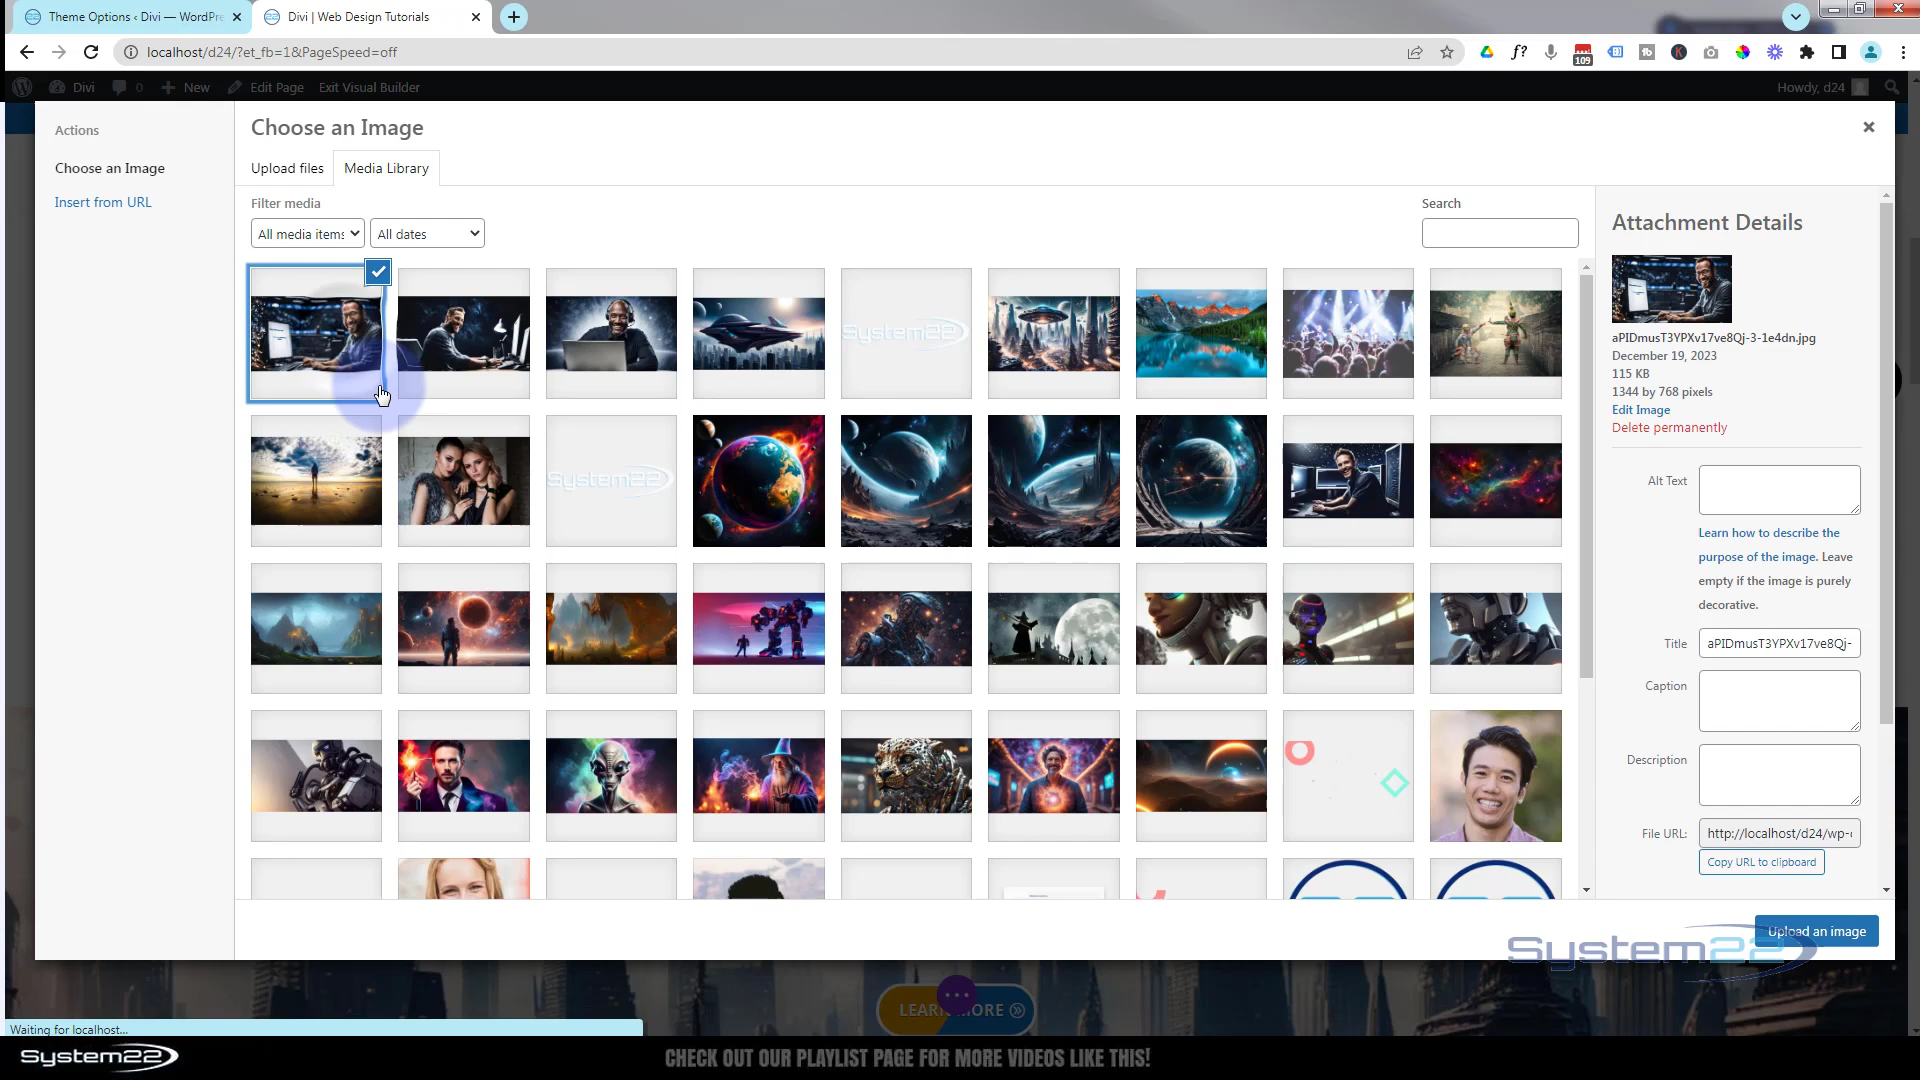 Theme Options ‹ Divi — WordPre
Divi | Web Design Tutorials
localhost/d24/?et_fb=1&PageSpeed=off
109
Divi
0
New
Edit Page
Exit Visual Builder
Howdy, d24
Actions
Choose an Image
Insert from URL
Choose an Image
Upload files
Media Library
Filter media
All media items
All dates
Search
System22
System22
Attachment Details
aPIDmusT3YPXv17ve8Qj-3-1e4dn.jpg
December 19, 2023
115 KB
1344 by 768 pixels
Edit Image
Delete permanently
Alt Text
Learn how to describe the
purpose of the image. Leave
empty if the image is purely
decorative.
Title
aPIDmusT3YPXv17ve8Qj-
Caption
Description
File URL:
http://localhost/d24/wp-
Copy URL to clipboard
Upload an image
System22
LEARN MORE
Waiting for localhost...
System22
CHECK OUT OUR PLAYLIST PAGE FOR MORE VIDEOS LIKE THIS!